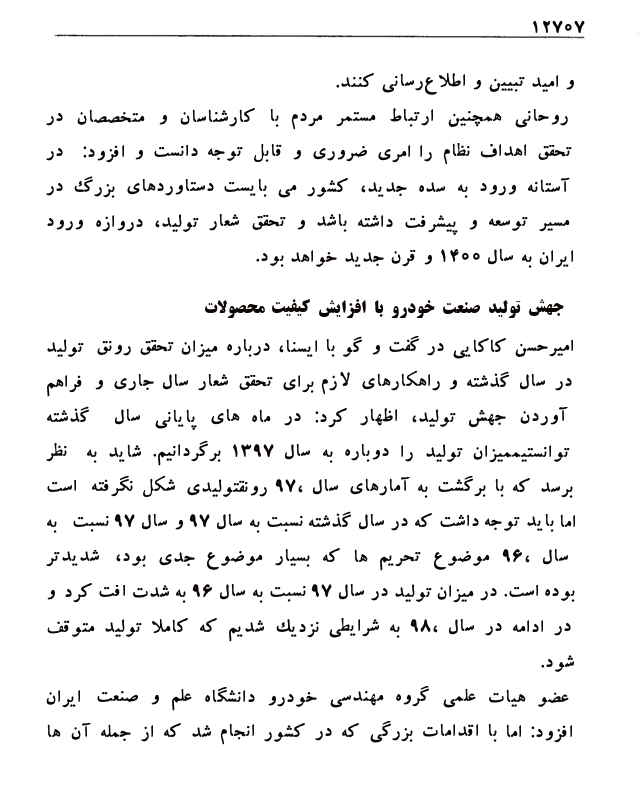 ۱۲۷۰۷
و امید تبیین و اطلاع‌رسانی کنند.
روحانی همچنین ارتباط مستمر مردم با کارشناسان و متخصصان در
تحقق اهداف نظام را امری ضروری و قابل توجه دانست و افزود: در
آستانه ورود به سده جدید، کشور می بایست دستاوردهای بزرگ در
مسیر توسعه و پیشرفت داشته باشد و تحقق شعار تولید، دروازه ورود
ایران به سال ۱۴۰۰ و قرن جدید خواهد بود.
جهش تولید صنعت خودرو با افزایش کیفیت محصولات
امیرحسن کاکایی در گفت و گو با ایسنا، درباره میزان تحقق رونق تولید
در سال گذشته و راهکارهای لازم برای تحقق شعار سال جاری و فراهم
آوردن جهش تولید، اظهار کرد: در ماه های پایانی سال گذشته
توانستیممیزان تولید را دوباره به سال ۱۳۹۷ برگردانیم. شاید به نظر
برسد که با برگشت به آمارهای سال ،۹۷ رونقتولیدی شکل نگرفته است
اما باید توجه داشت که در سال گذشته نسبت به سال ۹۷ و سال ۹۷ نسبت به
سال ،۹۶ موضوع تحریم ها که بسیار موضوع جدی بود، شدیدتر
بوده است. در میزان تولید در سال ۹۷ نسبت به سال ۹۶ به شدت افت کرد و
در ادامه در سال ،۹۸ به شرایطی نزدیك شدیم که کاملا تولید متوقف
شود.
عضو هیات علمی گروه مهندسی خودرو دانشگاه علم و صنعت ایران
افزود: اما با اقدامات بزرگی که در کشور انجام شد که از جمله آن ها